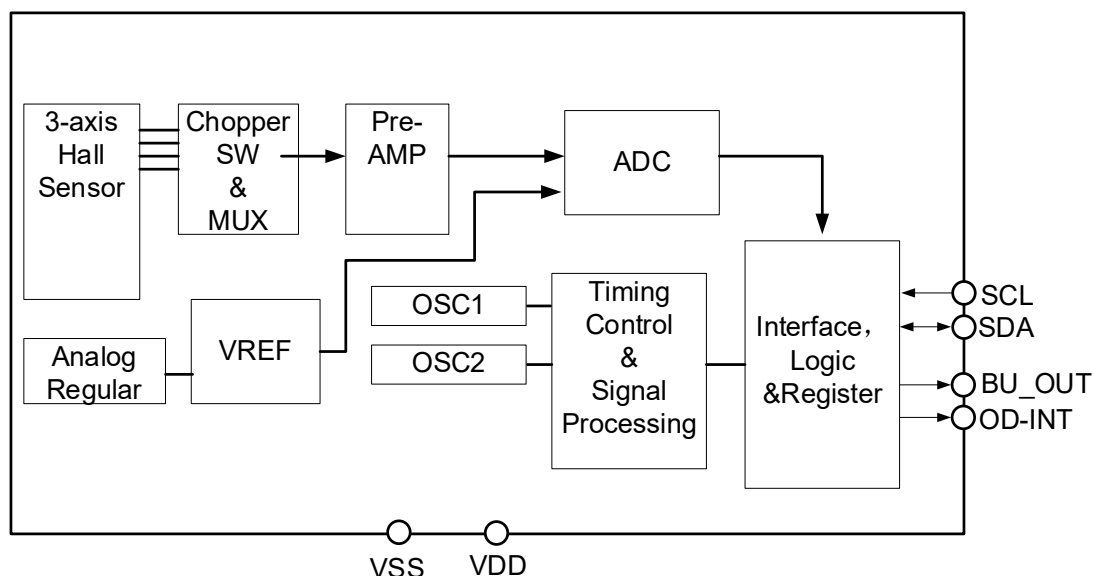 3-axis
Hall
Sensor
Chopper
SW
&
MUX
Pre-
AMP
ADC
Analog
Regular
VREF
OSC1
OSC2
Timing
Control
&
Signal
Processing
Interface，
Logic
&Register
SCL
SDA
BU_OUT
OD-INT
VSS
VDD